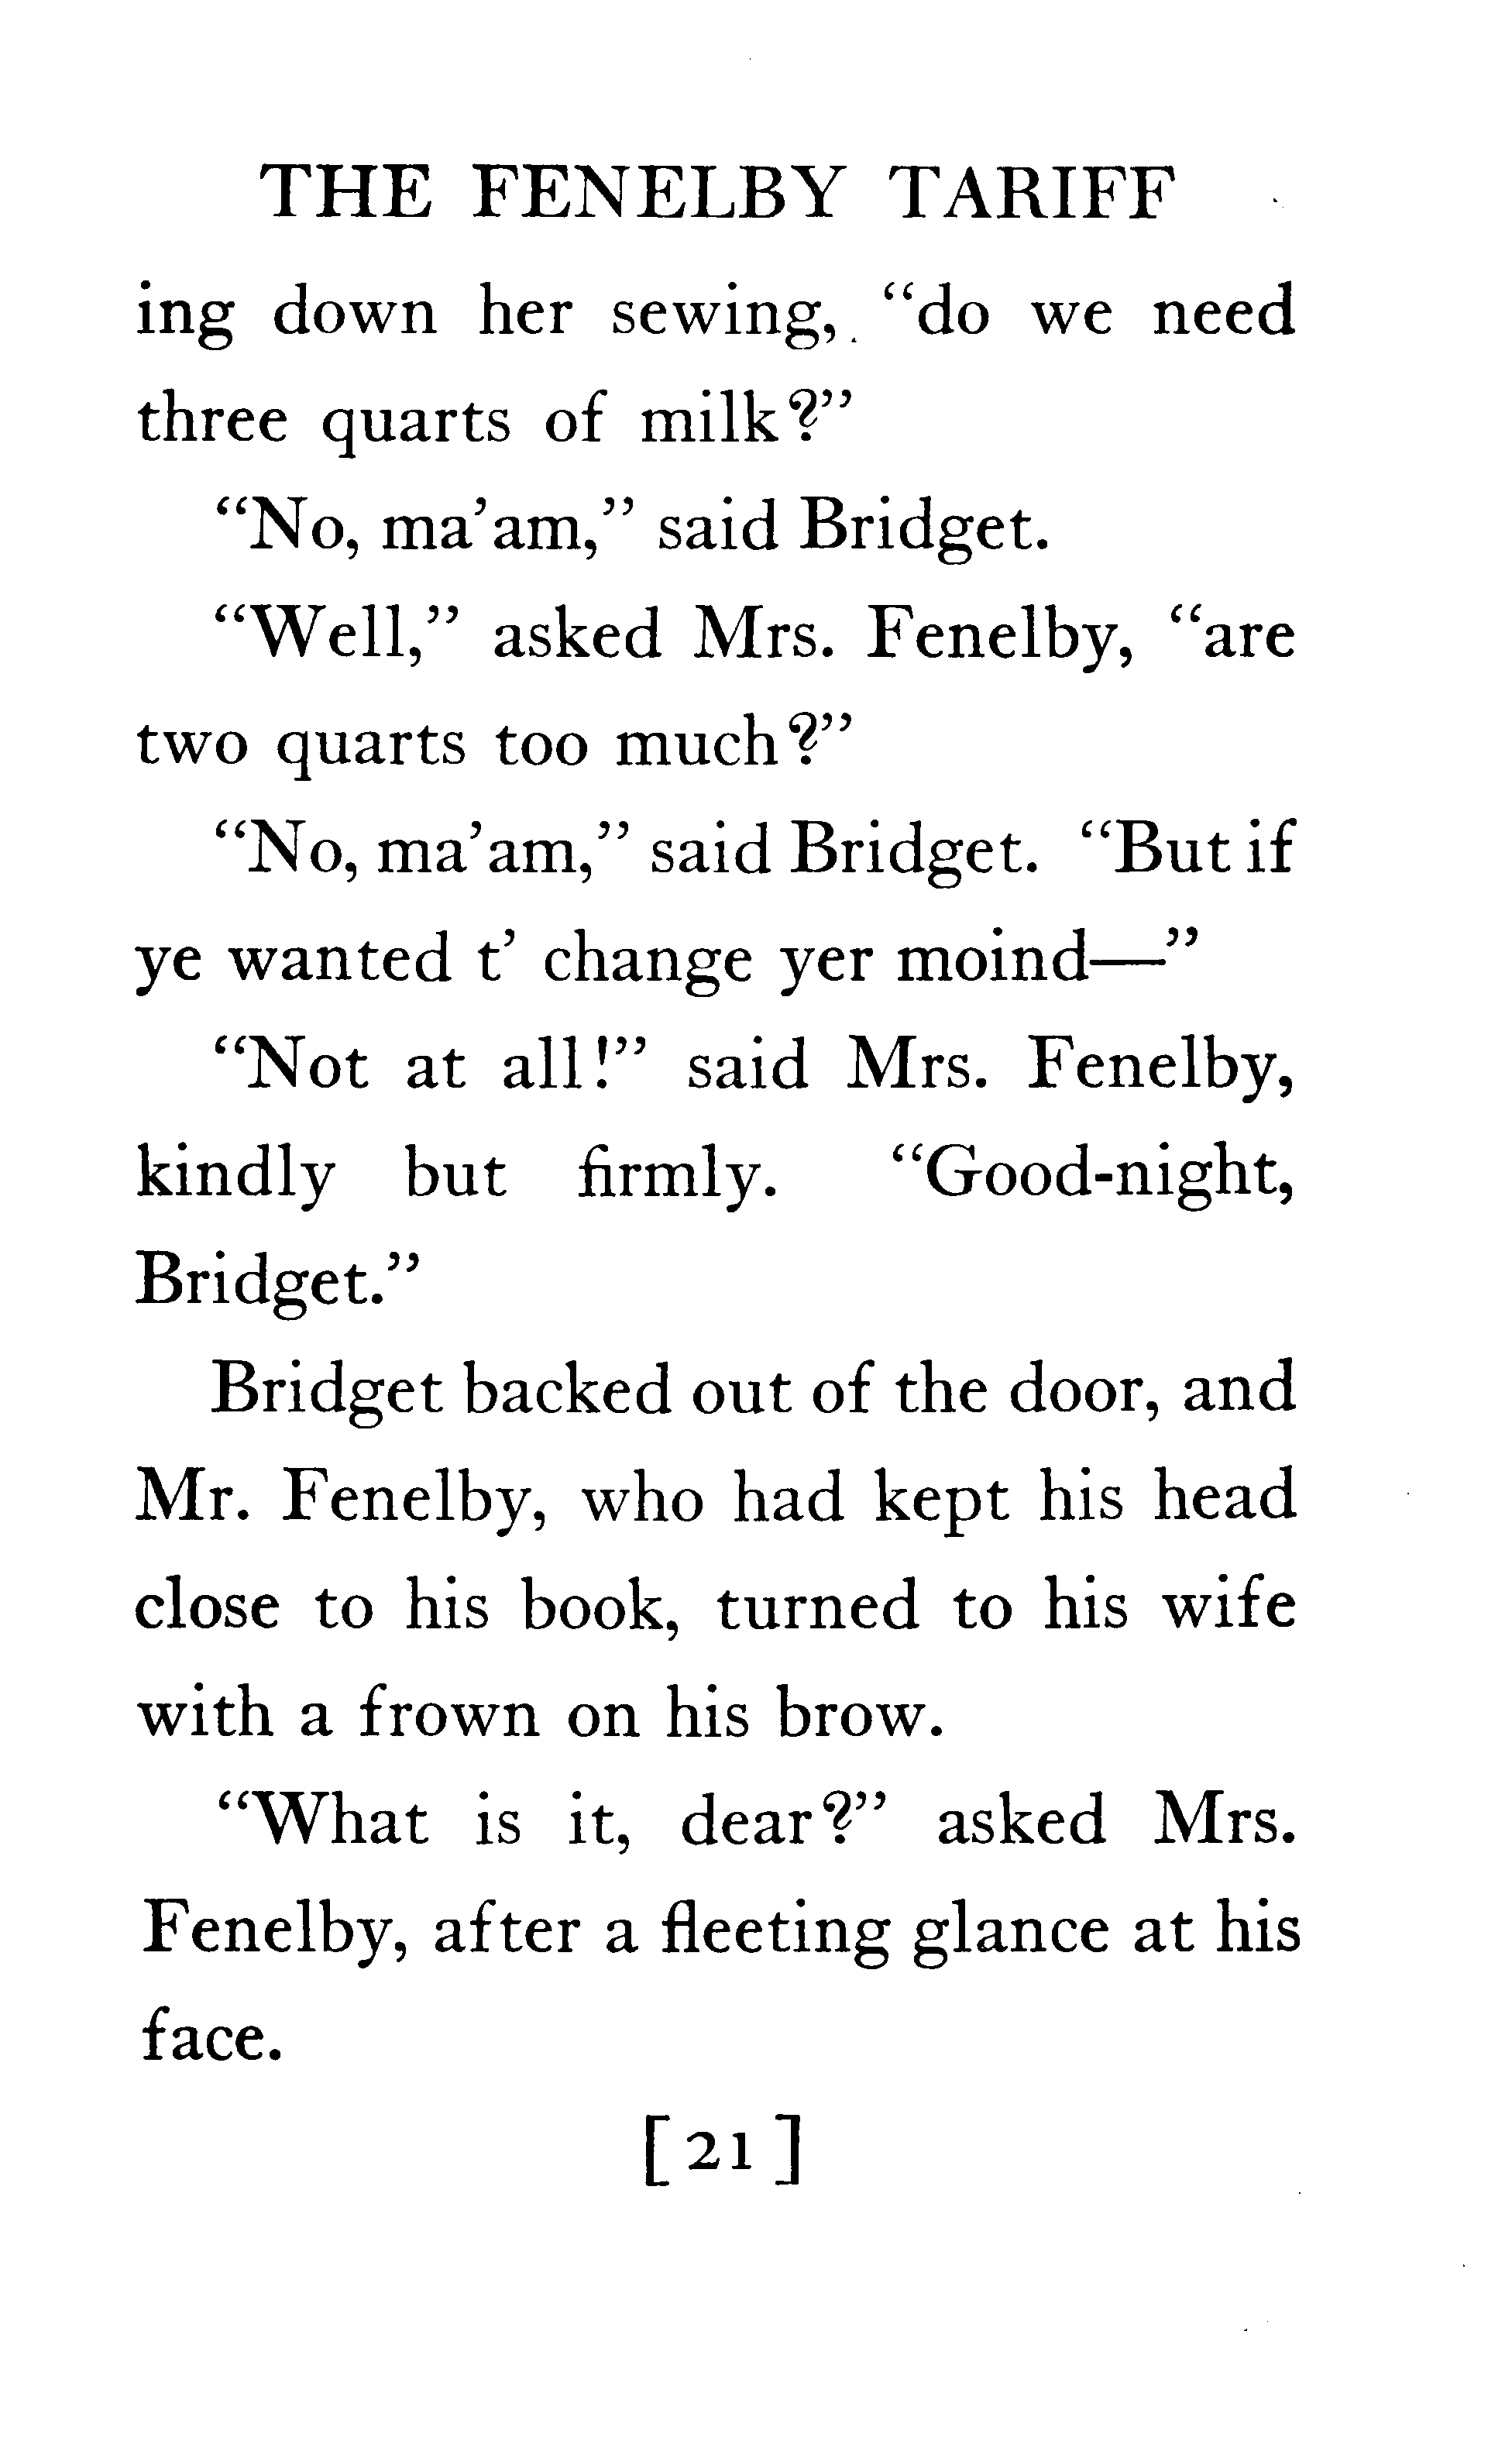 THE FENELBY TARIFF
ing down her sewing, “do we need
three quarts of milk?”
“No, ma’am,” said Bridget.
“Well,” asked Mrs. Fenelby, “are
two quarts too much?”
“No, ma’am,” said Bridget. “But if
ye wanted t’ change yer moind—”
“Not at all!” said Mrs. Fenelby,
kindly but firmly. “Good-night,
Bridget.”
Bridget backed out of the door, and
Mr. Fenelby, who had kept his head
close to his book, turned to his wife
with a frown on his brow.
“What is it, dear?” asked Mrs.
Fenelby, after a fleeting glance at his
face.
[21]